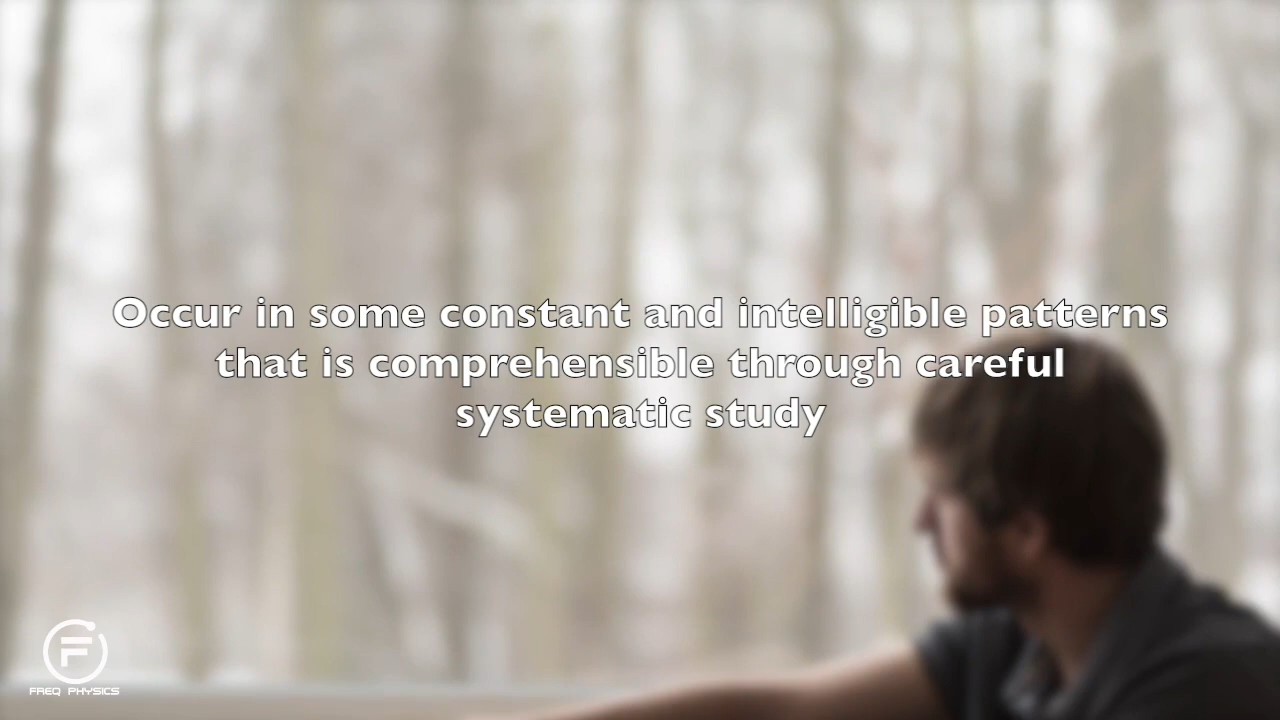 Occur in some constant and intelligible patterns
that is comprehensible through careful
systematic study
F
FREQ PHYSICS